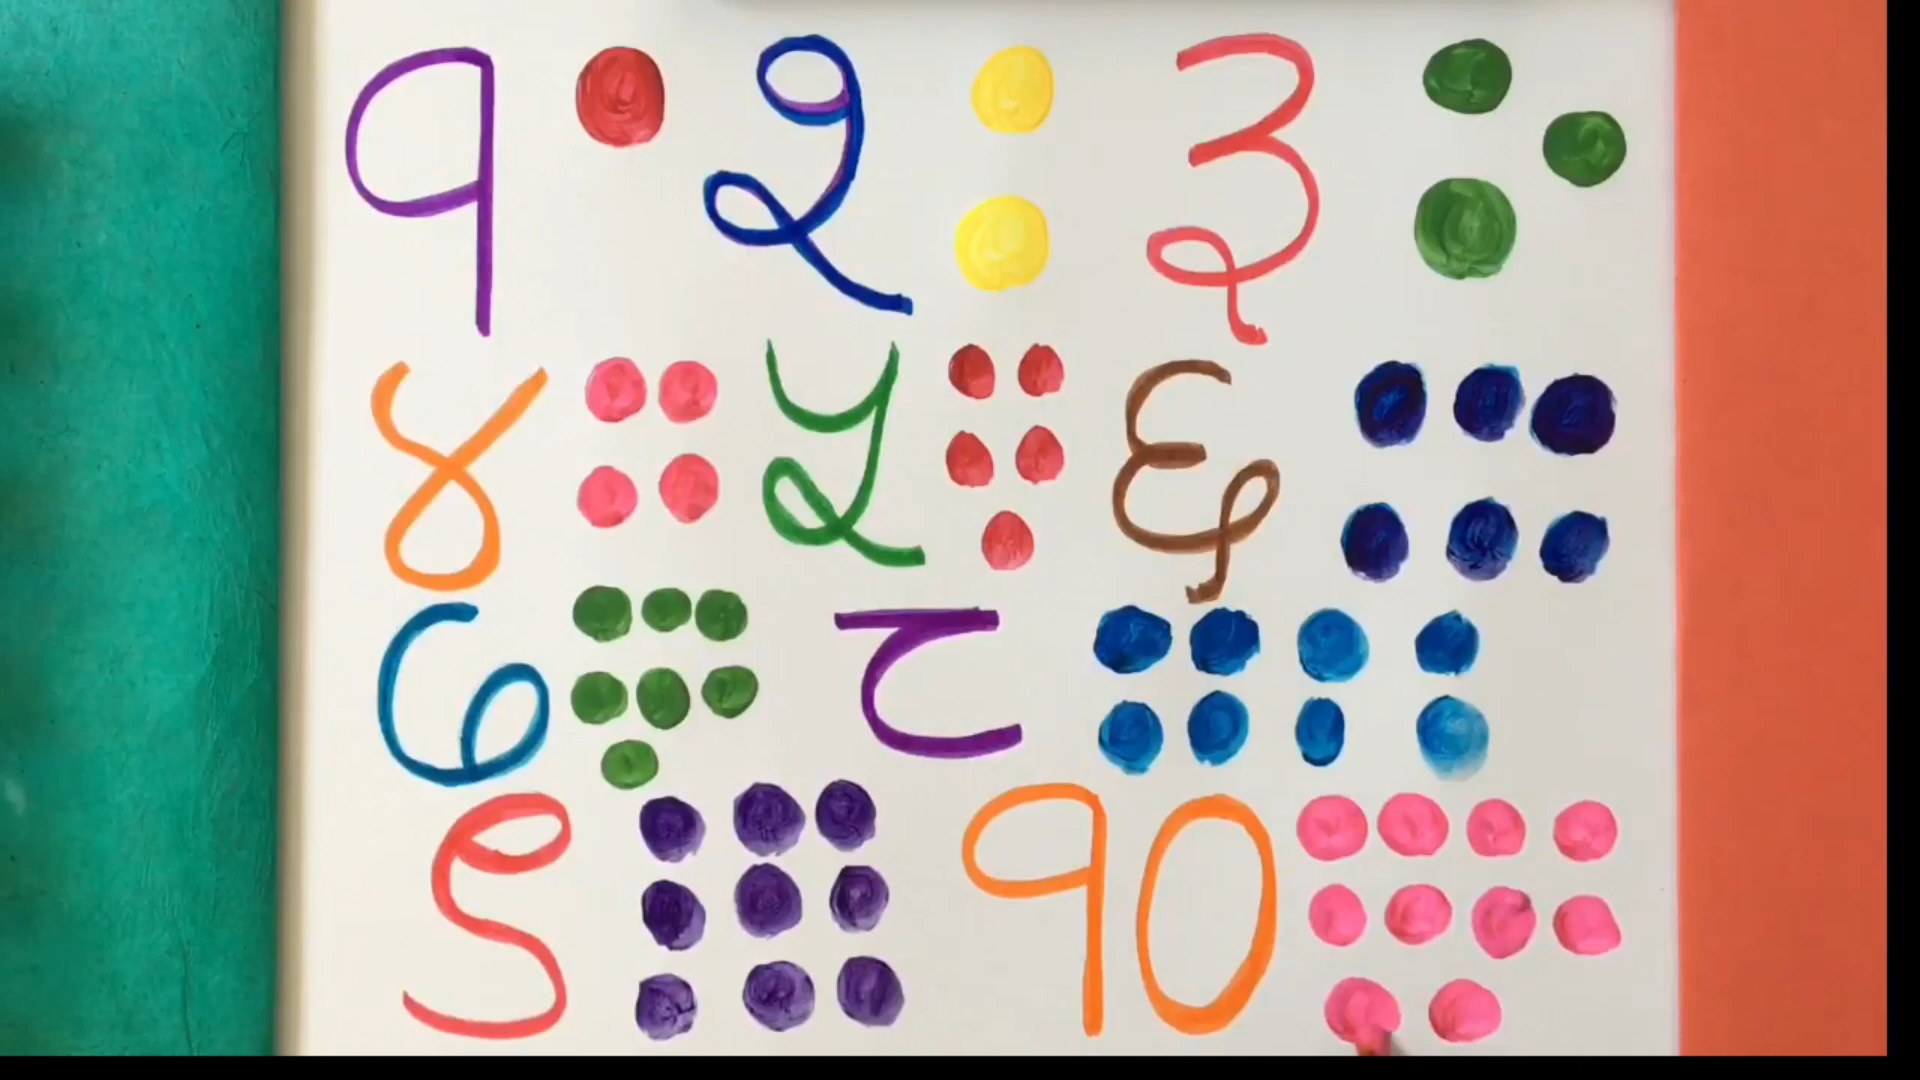 १ २ ३
४ ५ ६
७ ८
९ १०